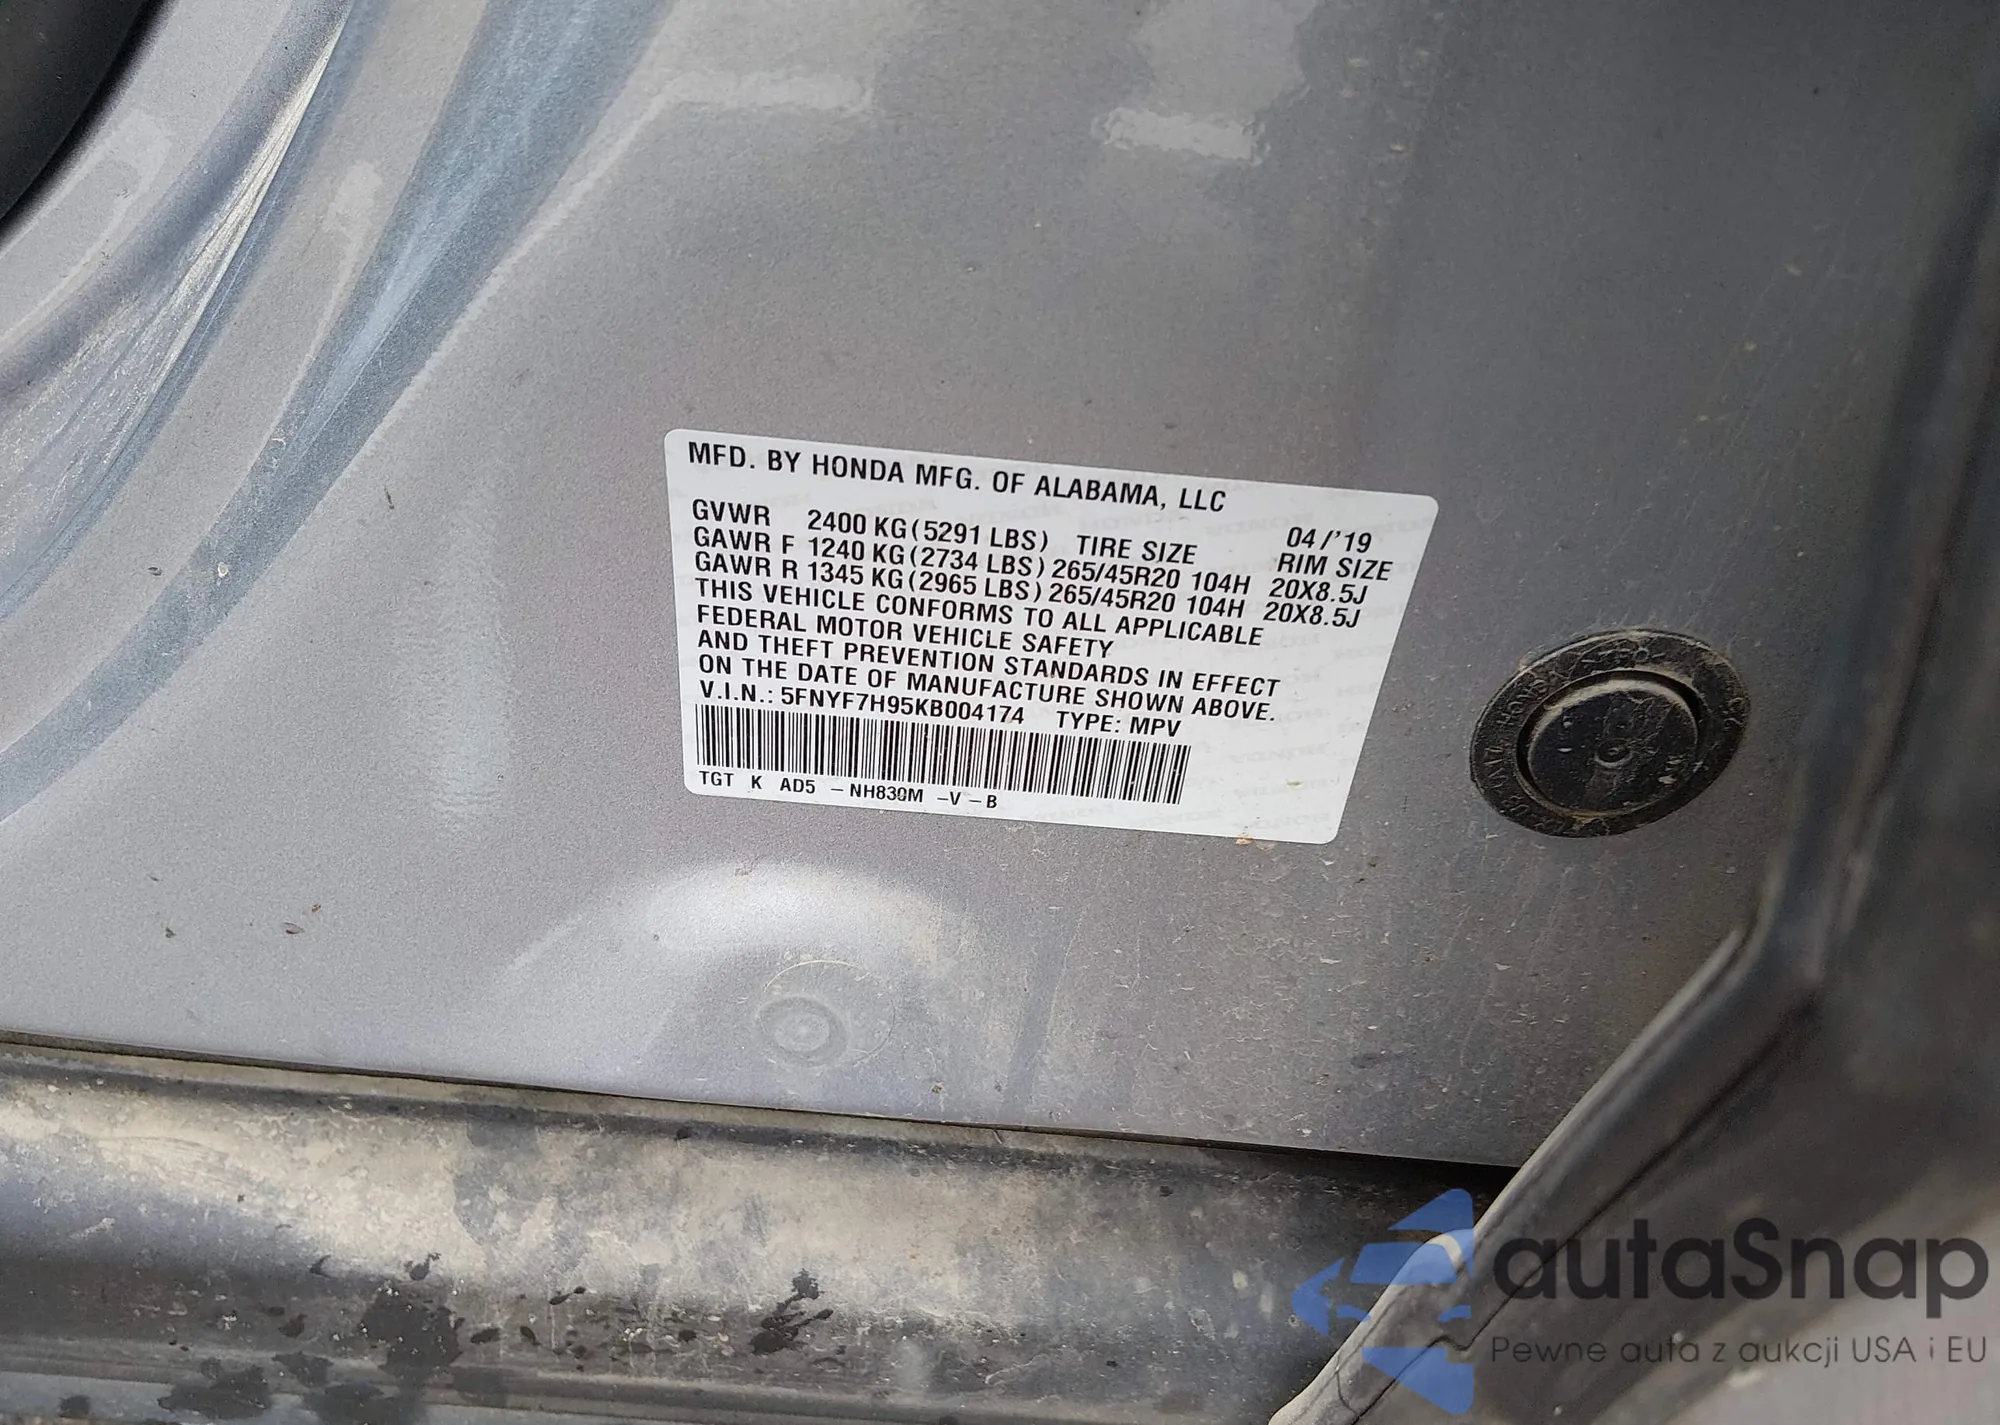 MFD. BY HONDA MFG. OF ALABAMA, LLC
04/'19
GVWR 2400 KG(5291 LBS) TIRE SIZE RIM SIZE
GAWR F 1240 KG(2734 LBS) 265/45R20 104H 20X8.5J
GAWR R 1345 KG(2965 LBS) 265/45R20 104H 20X8.5J
THIS VEHICLE CONFORMS TO ALL APPLICABLE
FEDERAL MOTOR VEHICLE SAFETY
AND THEFT PREVENTION STANDARDS IN EFFECT
ON THE DATE OF MANUFACTURE SHOWN ABOVE.
V.I.N.: 5FNYF7H95KB004174 TYPE: MPV
TGT K AD5 -NH830M -V -B
autaSnap
Pewne auta z aukcji USA i EU